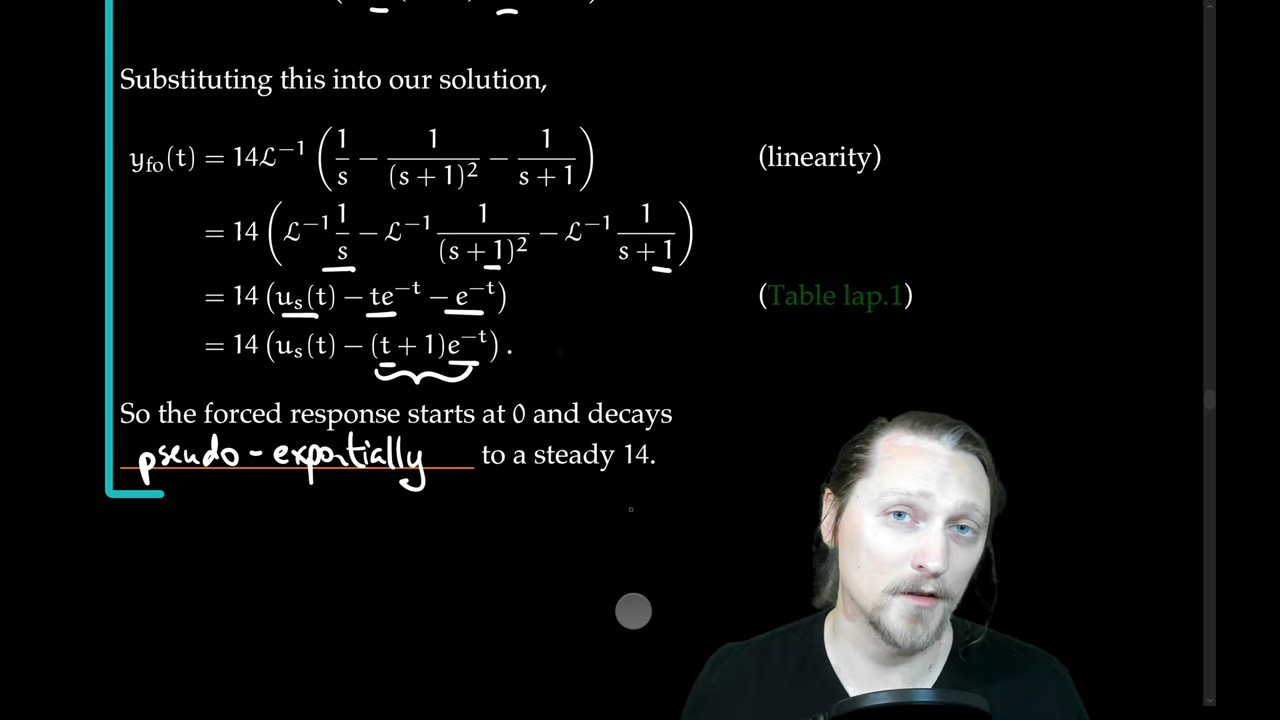 Substituting this into our solution,
y_fo(t) = 14ℒ⁻¹ (1/s − 1/(s + 1)² − 1/(s + 1)) (linearity)
= 14 (ℒ⁻¹ 1/s − ℒ⁻¹ 1/(s + 1)² − ℒ⁻¹ 1/(s + 1))
= 14 (u_s(t) − te⁻ᵗ − e⁻ᵗ) (Table lap.1)
= 14 (u_s(t) − (t + 1)e⁻ᵗ) .
So the forced response starts at 0 and decays
pseudo-expontially to a steady 14.